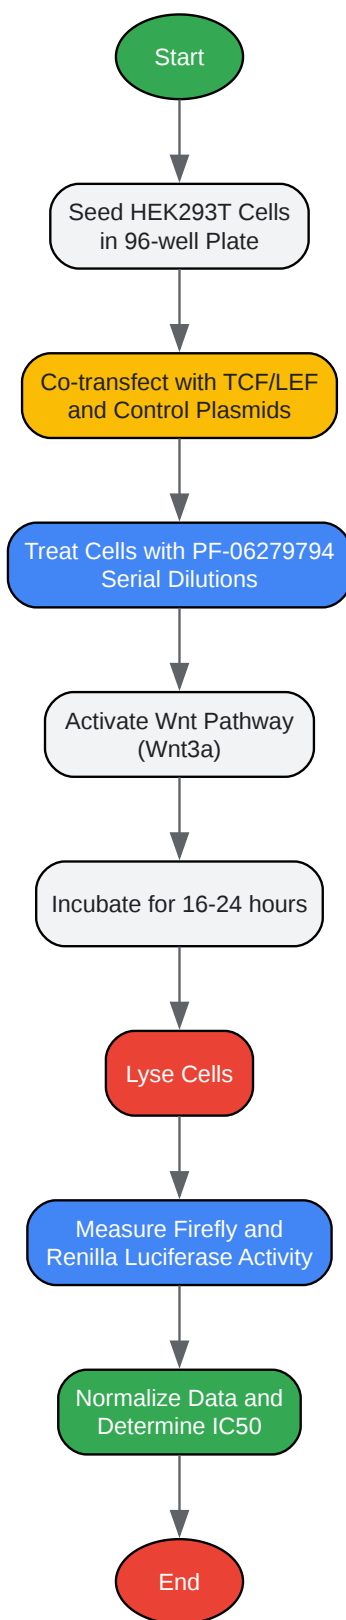 Start
Seed HEK293T Cells
in 96-well Plate
Co-transfect with TCF/LEF
and Control Plasmids
Treat Cells with PF-06279794
Serial Dilutions
Activate Wnt Pathway
(Wnt3a)
Incubate for 16-24 hours
Lyse Cells
Measure Firefly and
Renilla Luciferase Activity
Normalize Data and
Determine IC50
End